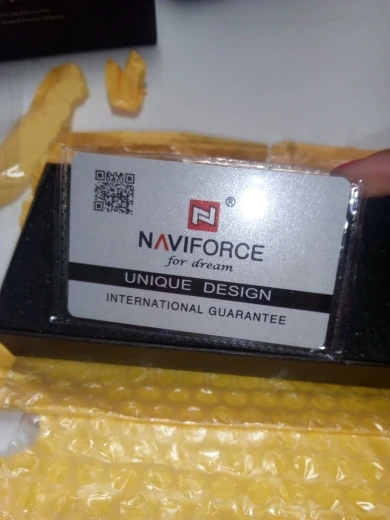 ®
NAVIFORCE
for dream
UNIQUE DESIGN
INTERNATIONAL GUARANTEE